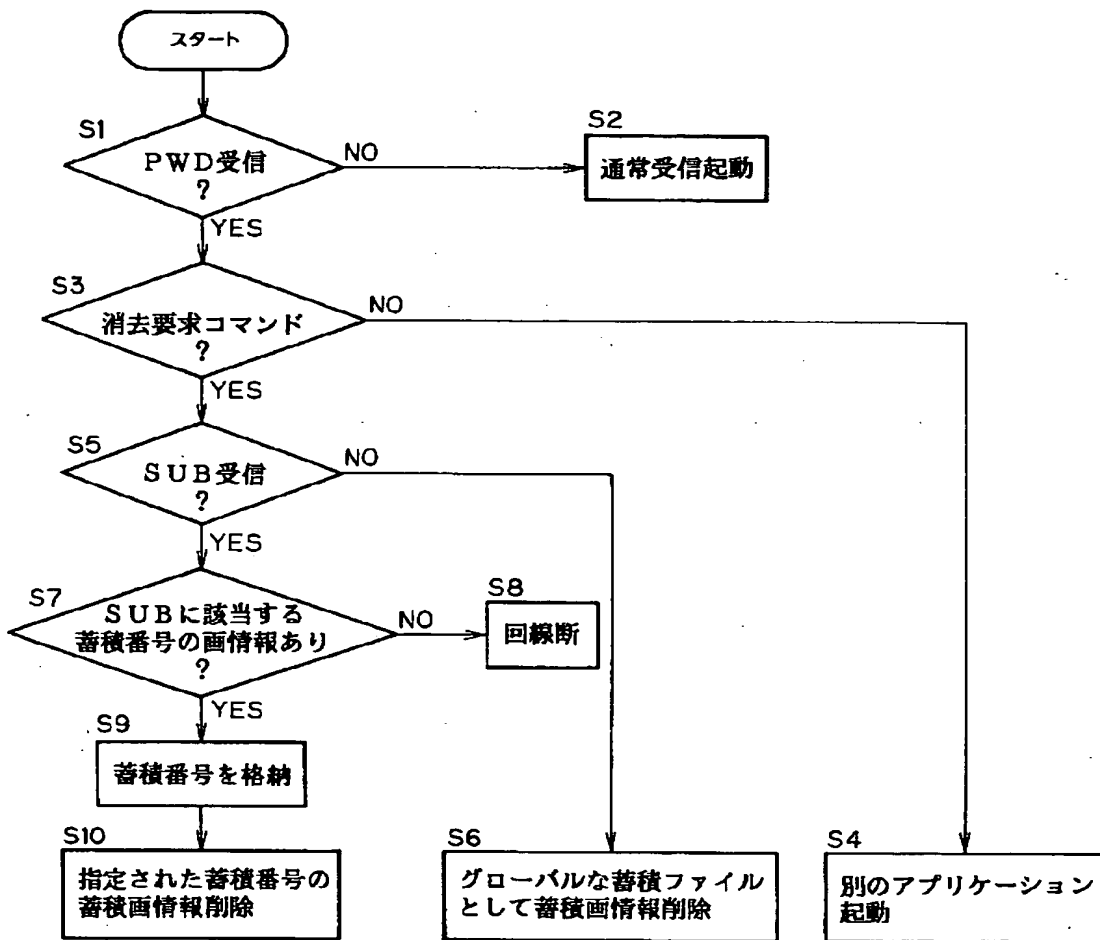 スタート
S1
PWD受信
?
NO
S2
通常受信起動
YES
S3
消去要求コマンド
?
NO
YES
S5
SUB受信
?
NO
YES
S7
SUBに該当する
蓄積番号の画情報あり
?
NO
S8
回線断
YES
S9
蓄積番号を格納
S10
指定された蓄積番号の
蓄積画情報削除
S6
グローバルな蓄積ファイル
として蓄積画情報削除
S4
別のアプリケーション
起動